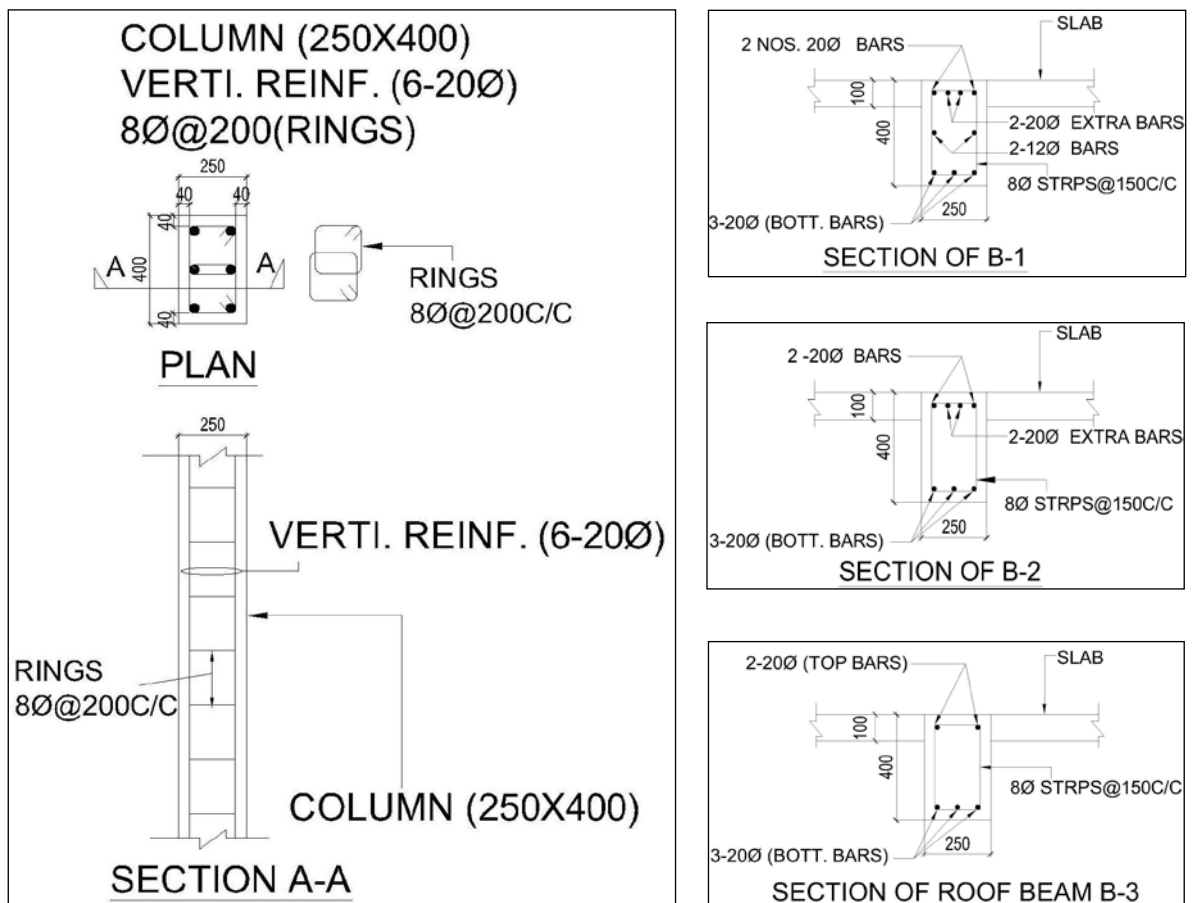 COLUMN (250X400)
VERTI. REINF. (6-20Ø)
8Ø@200(RINGS)
250
40
40
40
A
400
A
40
RINGS
8Ø@200C/C
PLAN
250
VERTI. REINF. (6-20Ø)
RINGS
8Ø@200C/C
COLUMN (250X400)
SECTION A-A
2 NOS. 20Ø BARS
SLAB
100
400
2-20Ø EXTRA BARS
2-12Ø BARS
8Ø STRPS@150C/C
250
3-20Ø (BOTT. BARS)
SECTION OF B-1
2 -20Ø BARS
SLAB
100
400
2-20Ø EXTRA BARS
8Ø STRPS@150C/C
250
3-20Ø (BOTT. BARS)
SECTION OF B-2
2-20Ø (TOP BARS)
SLAB
100
400
8Ø STRPS@150C/C
250
3-20Ø (BOTT. BARS)
SECTION OF ROOF BEAM B-3